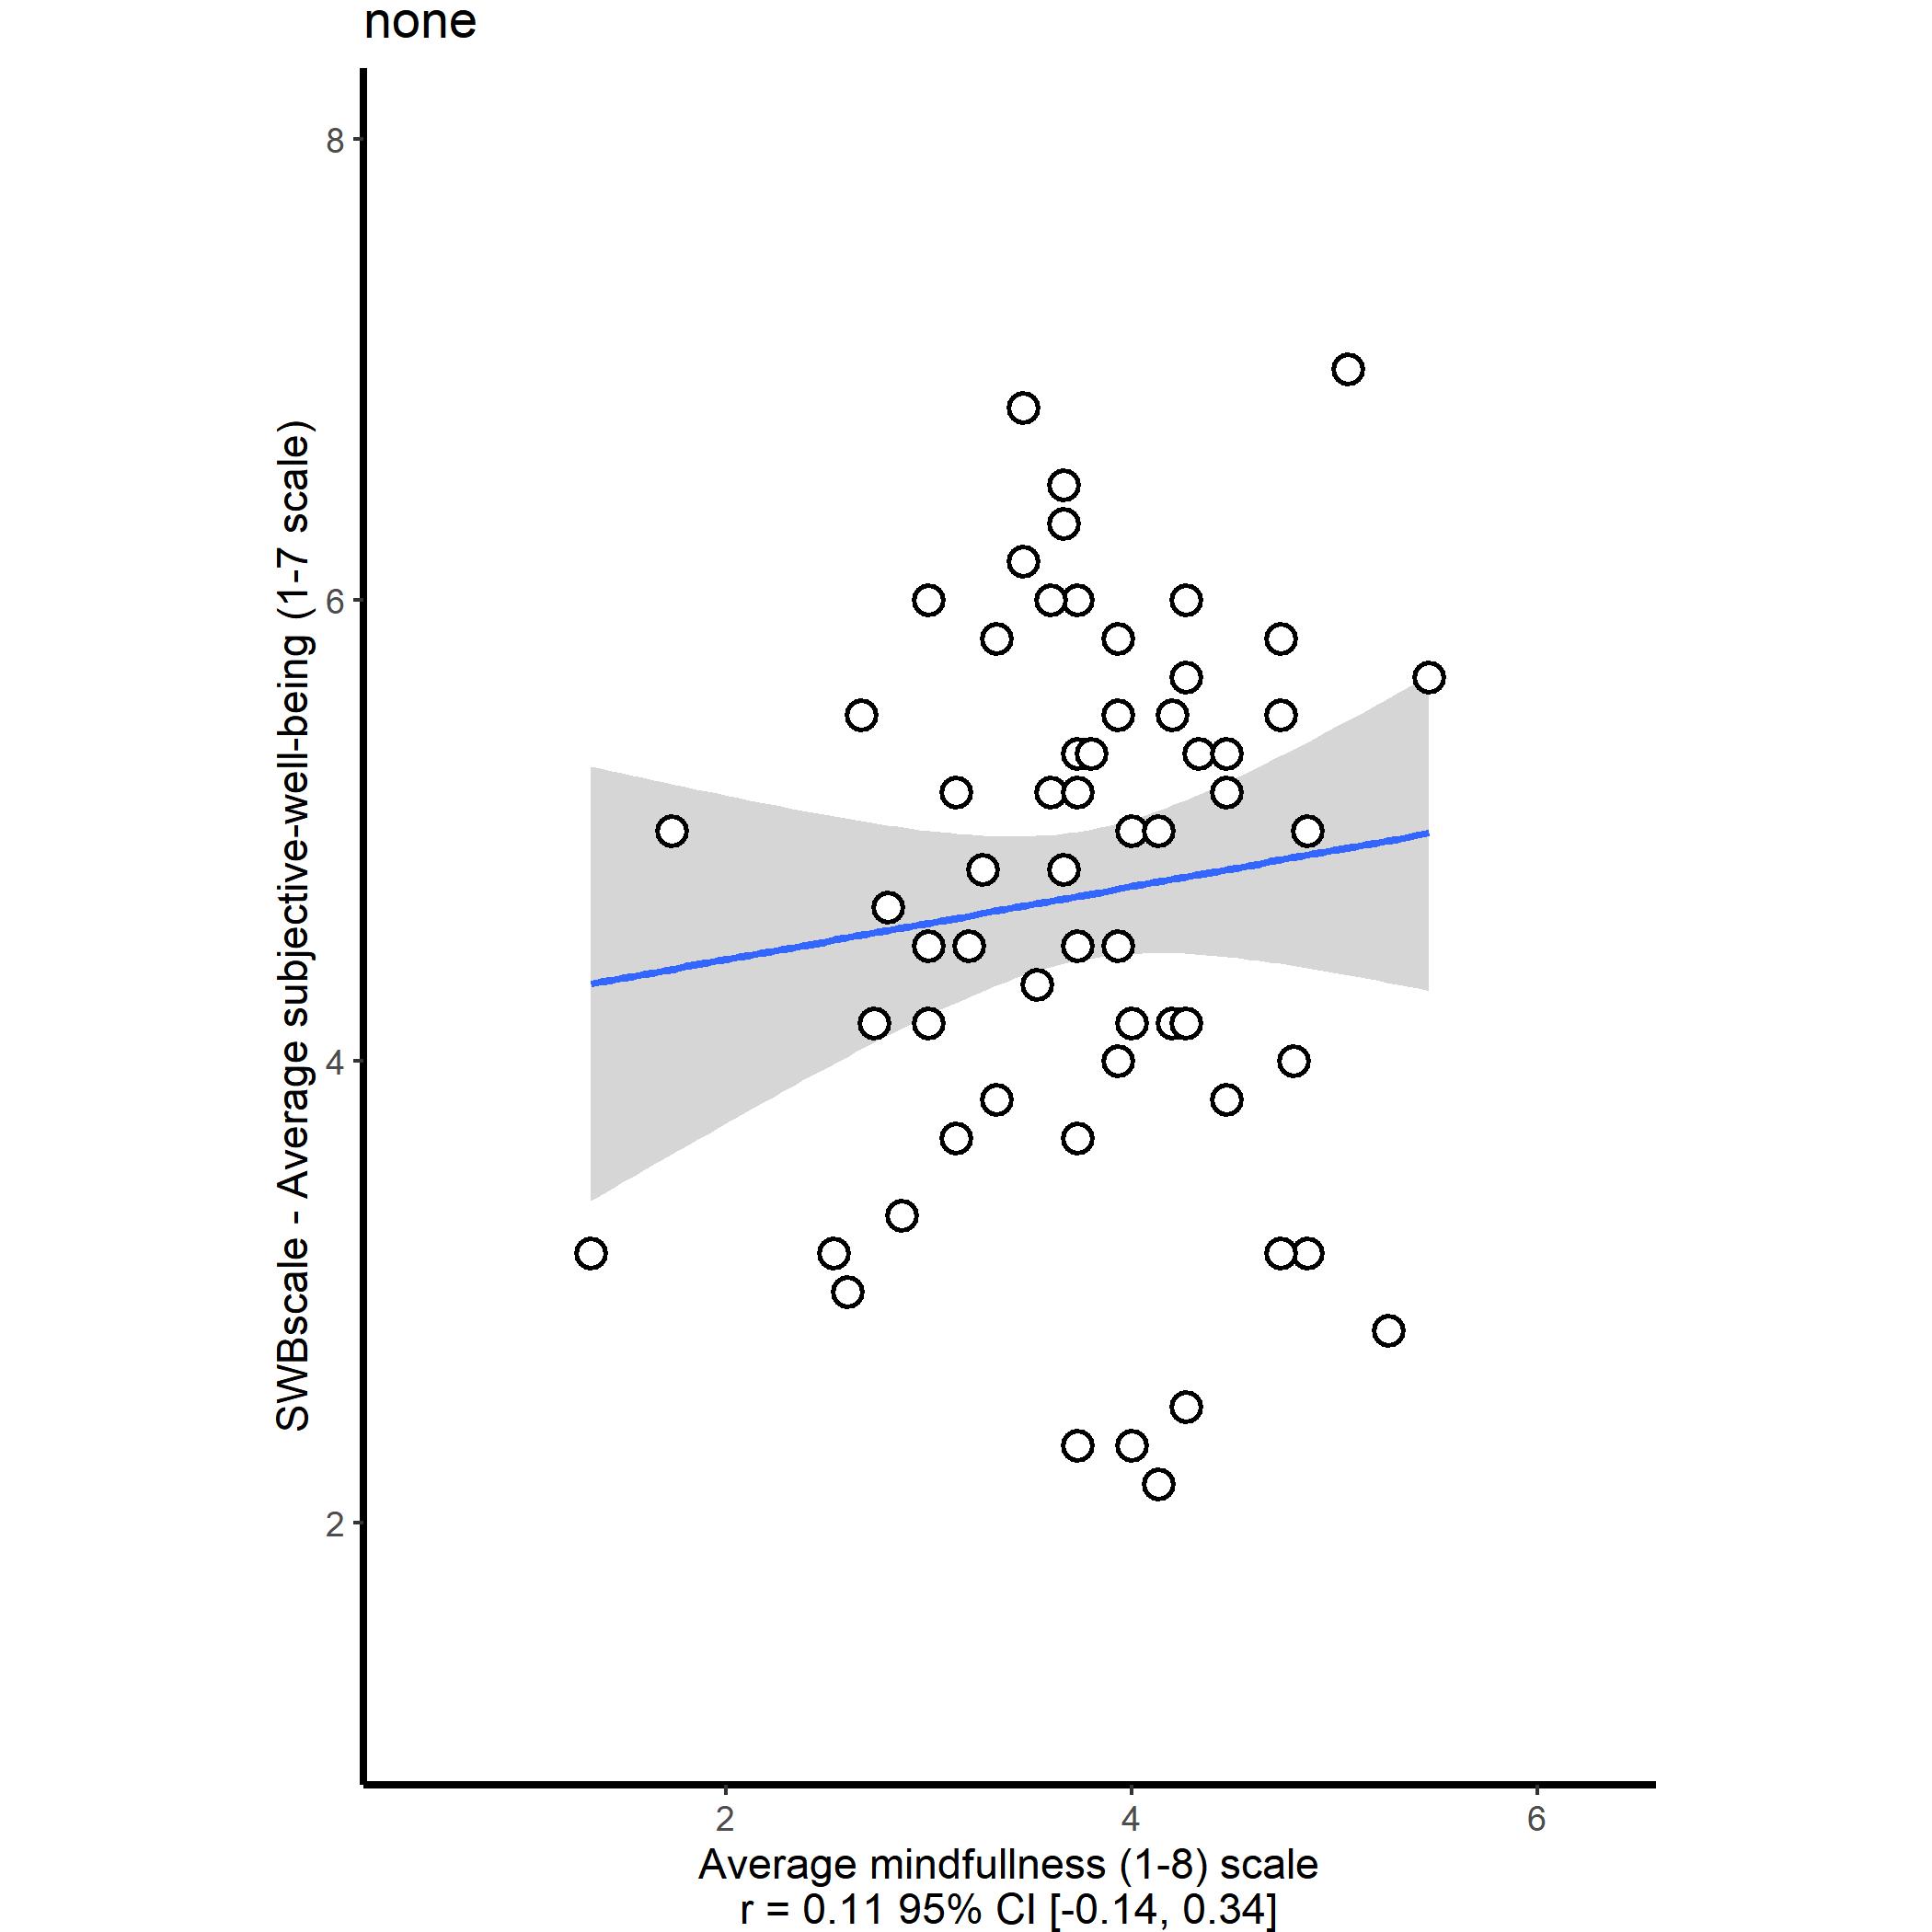 none
8
6
4
2
SWBscale - Average subjective-well-being (1-7 scale)
2 4 6
Average mindfullness (1-8) scale
r = 0.11 95% CI [-0.14, 0.34]